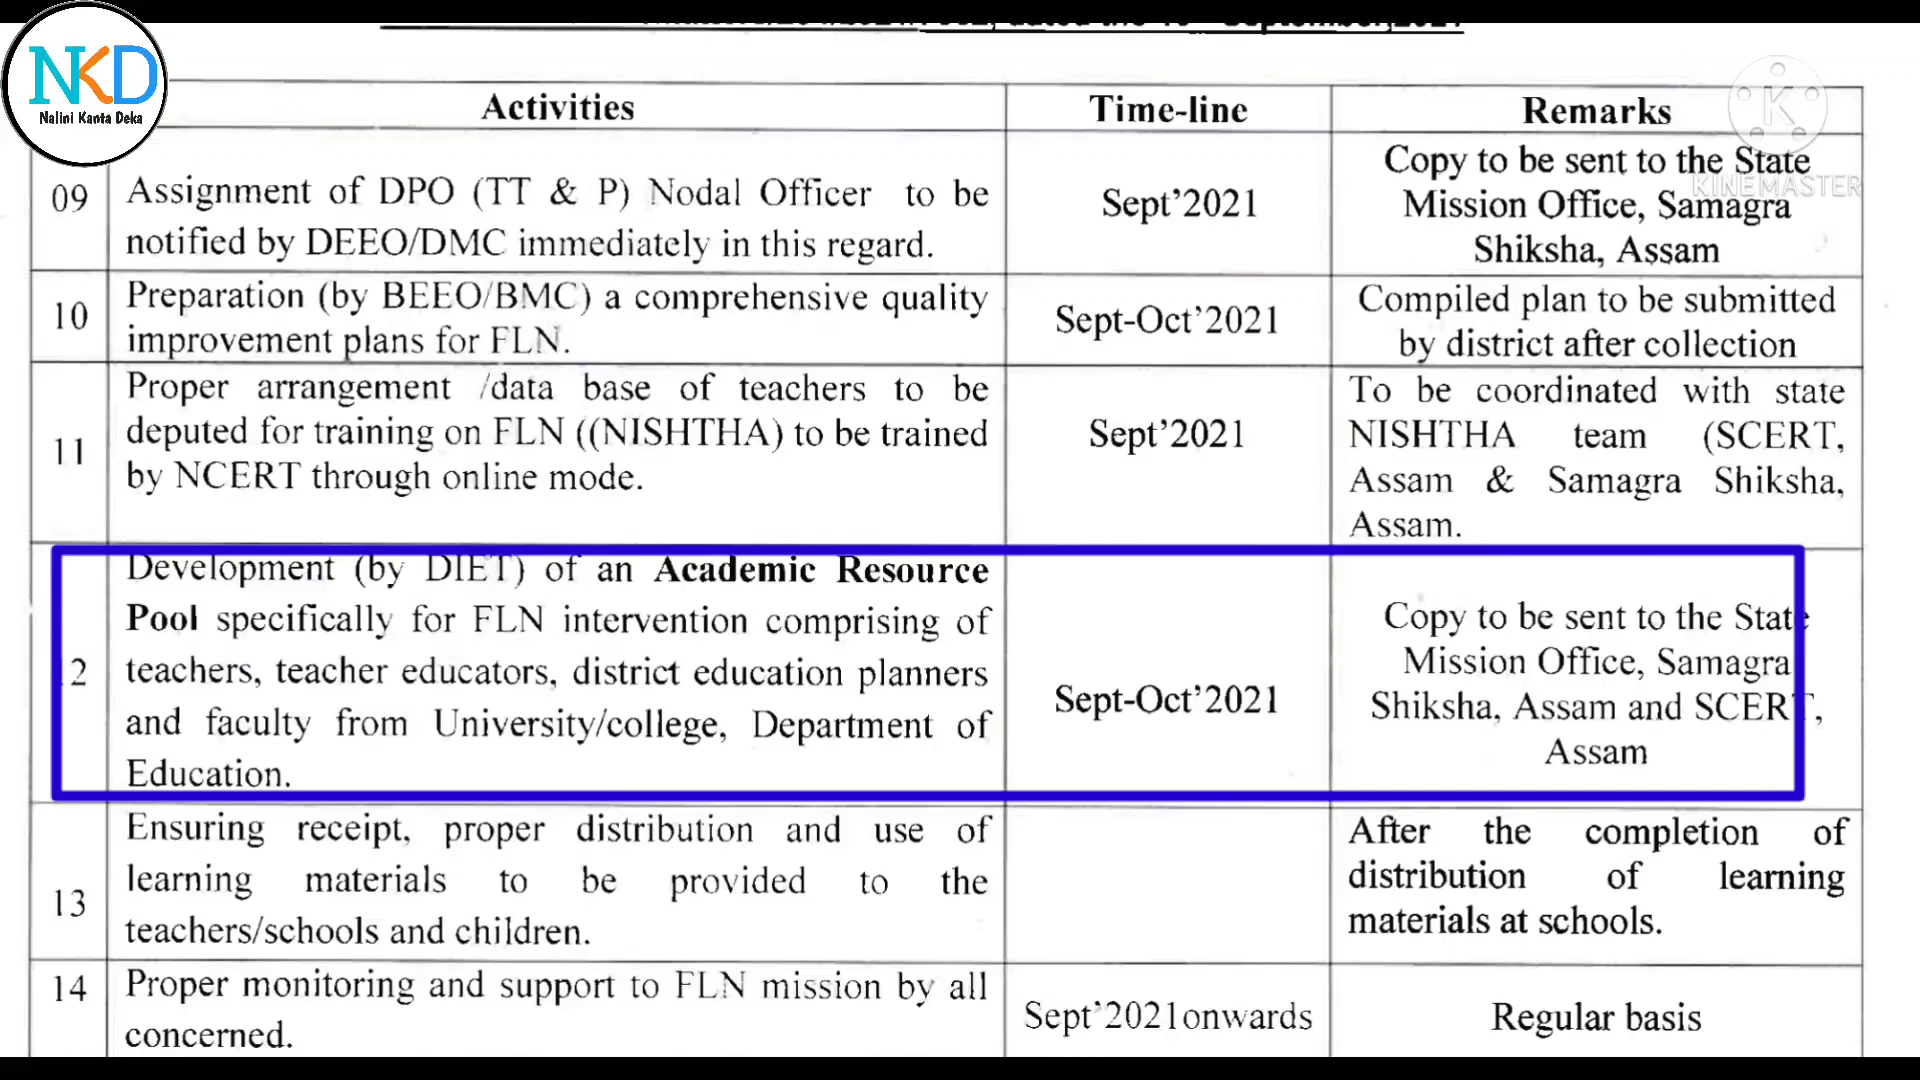 dated the
September,2021
NKD
Nalini Kanta Deka
Activities
Time-line
Remarks
K
KINEMASTER
09
Assignment of DPO (TT & P) Nodal Officer to be
notified by DEEO/DMC immediately in this regard.
Sept'2021
Copy to be sent to the State
Mission Office, Samagra
Shiksha, Assam
10
Preparation (by BEEO/BMC) a comprehensive quality
improvement plans for FLN.
Sept-Oct'2021
Compiled plan to be submitted
by district after collection
11
Proper arrangement /data base of teachers to be
deputed for training on FLN ((NISHTHA) to be trained
by NCERT through online mode.
Sept'2021
To be coordinated with state
NISHTHA team (SCERT,
Assam & Samagra Shiksha,
Assam.
12
Development (by DIET) of an Academic Resource
Pool specifically for FLN intervention comprising of
teachers, teacher educators, district education planners
and faculty from University/college, Department of
Education.
Sept-Oct'2021
Copy to be sent to the State
Mission Office, Samagra
Shiksha, Assam and SCERT,
Assam
13
Ensuring receipt, proper distribution and use of
learning materials to be provided to the
teachers/schools and children.
After the completion of
distribution of learning
materials at schools.
14
Proper monitoring and support to FLN mission by all
concerned.
Sept'2021onwards
Regular basis